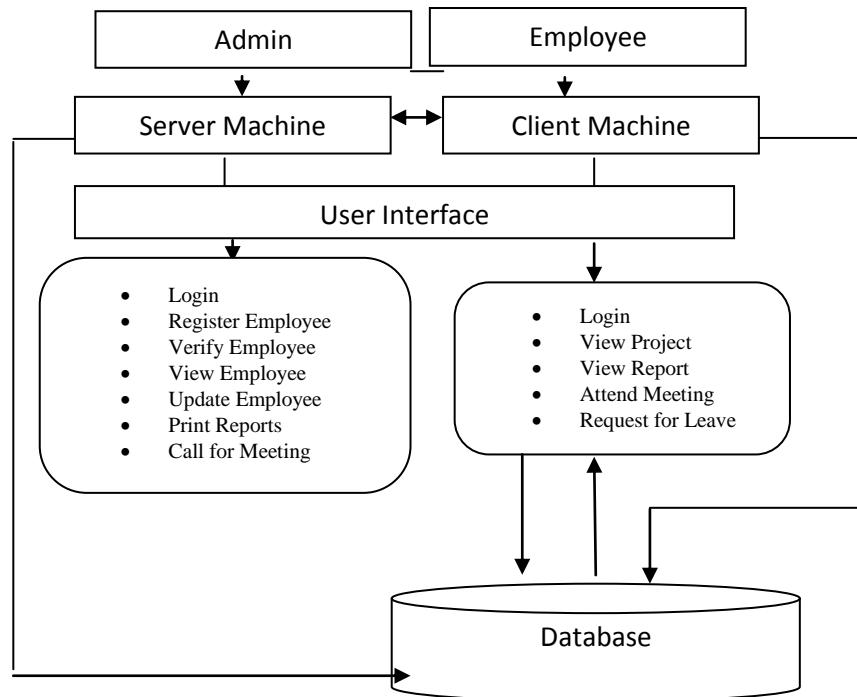 Admin
Employee
Server Machine
Client Machine
User Interface
• Login
• Register Employee
• Verify Employee
• View Employee
• Update Employee
• Print Reports
• Call for Meeting
• Login
• View Project
• View Report
• Attend Meeting
• Request for Leave
Database